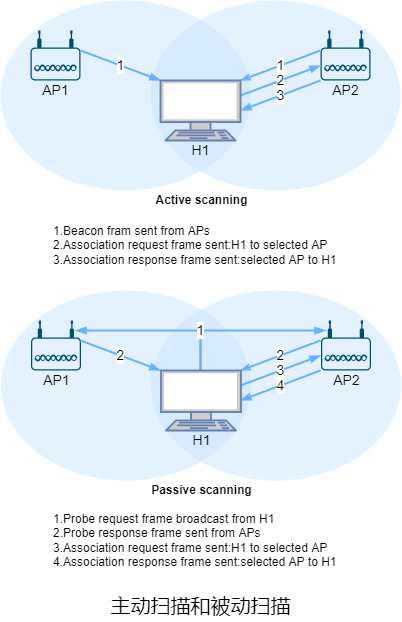 1
1
2
3
AP1
AP2
H1
Active scanning
1.Beacon fram sent from APs
2.Association request frame sent:H1 to selected AP
3.Association response frame sent:selected AP to H1
1
2
2
3
4
AP1
AP2
H1
Passive scanning
1.Probe request frame broadcast from H1
2.Probe response frame sent from APs
3.Association request frame sent:H1 to selected AP
4.Association response frame sent:selected AP to H1
主动扫描和被动扫描